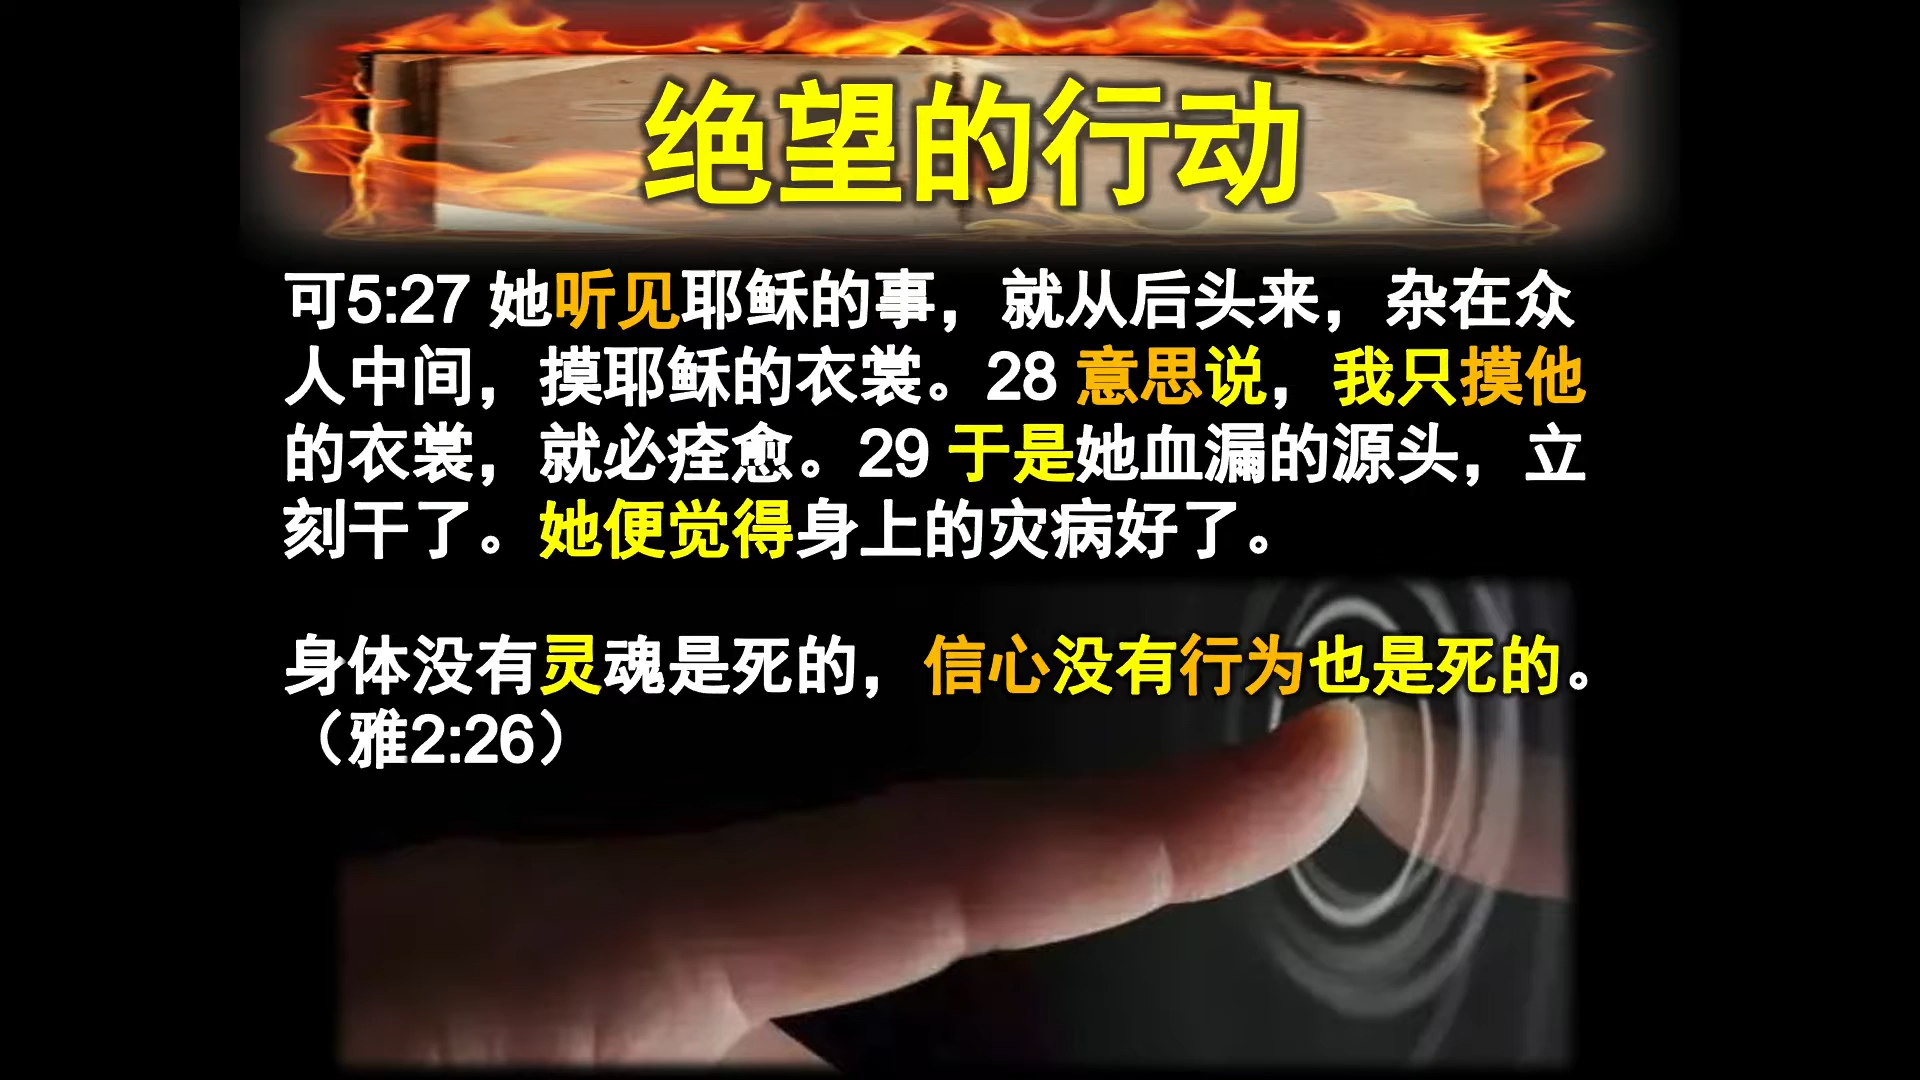 绝望的行动
可5:27 她听见耶稣的事，就从后头来，杂在众
人中间，摸耶稣的衣裳。28 意思说，我只摸他
的衣裳，就必痊愈。29 于是她血漏的源头，立
刻干了。她便觉得身上的灾病好了。
身体没有灵魂是死的，信心没有行为也是死的。
（雅2:26）